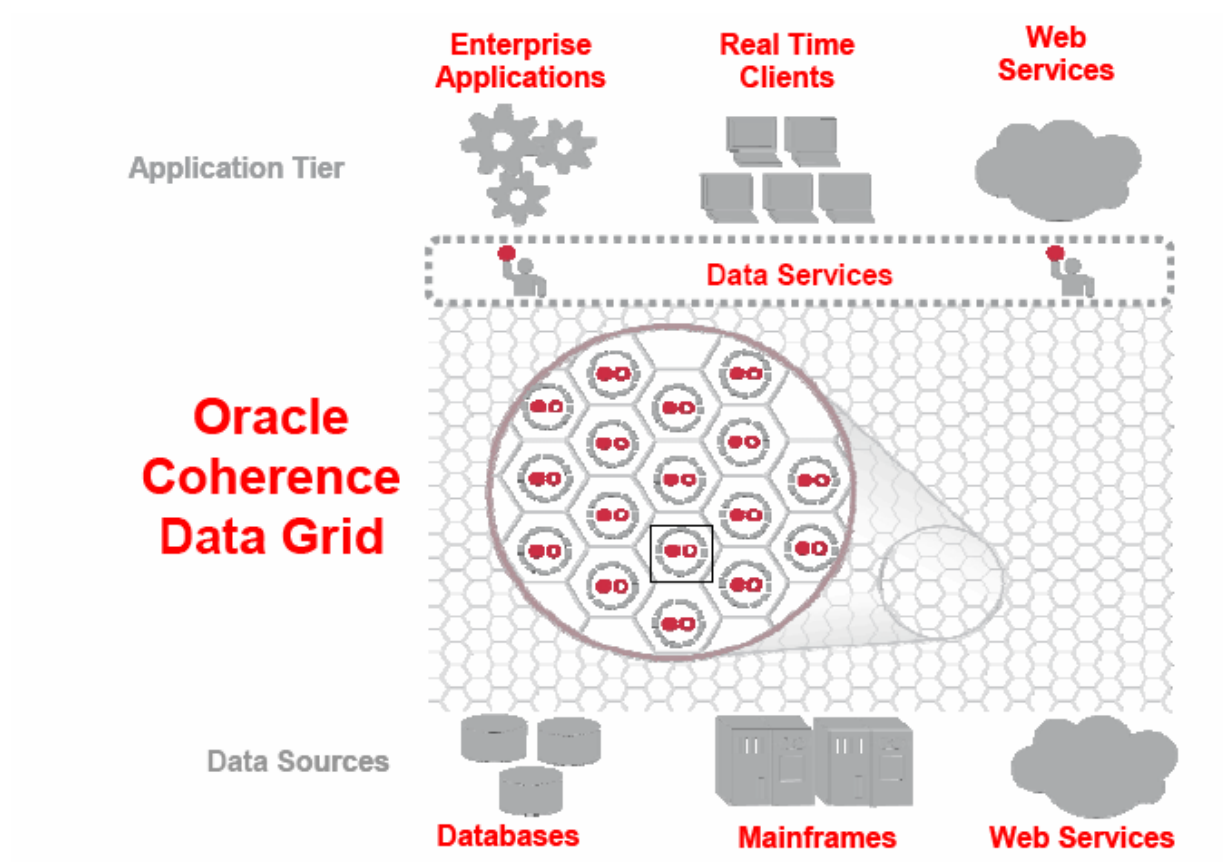 Enterprise
Applications
Real Time
Clients
Web
Services
Application Tier
Data Services
Oracle
Coherence
Data Grid
Data Sources
Databases
Mainframes
Web Services